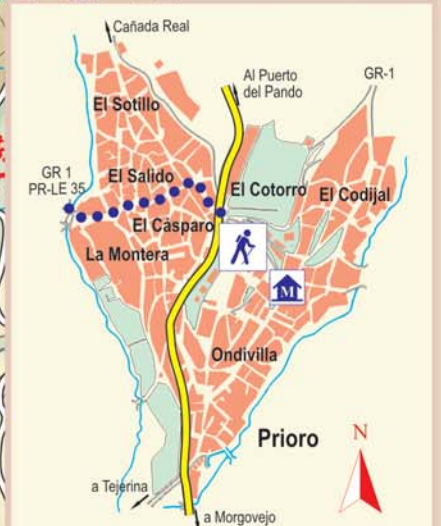 Cañada Real
Al Puerto
del Pando
GR-1
El Sotillo
GR 1
PR-LE 35
El Salido
El Cotorro
El Codijal
El Cásparo
La Montera
M
Ondivilla
Prioro
N
a Tejerina
a Morgovejo